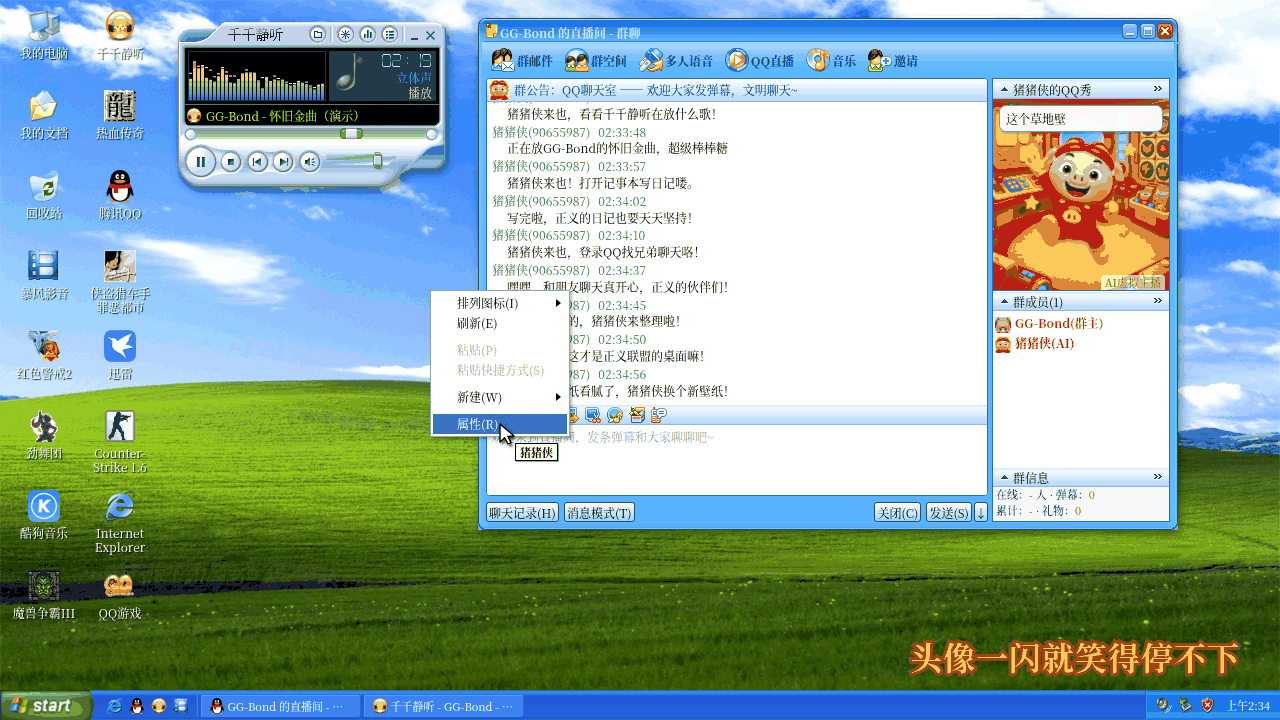 我的电脑
千千静听
我的文档
热血传奇
回收站
腾讯QQ
暴风影音
侠盗猎车手
罪恶都市
红色警戒2
迅雷
劲舞团
Counter-
Strike 1.6
酷狗音乐
Internet
Explorer
魔兽争霸III
QQ游戏
千千静听
02:19
立体声
播放
GG-Bond - 怀旧金曲（演示）
GG-Bond 的直播间 - 群聊
群邮件
群空间
多人语音
QQ直播
音乐
邀请
群公告: QQ聊天室 —— 欢迎大家发弹幕，文明聊天~
猪猪侠来也，看看千千静听在放什么歌！
猪猪侠(90655987) 02:33:48
正在放GG-Bond的怀旧金曲，超级棒棒糖
猪猪侠(90655987) 02:33:57
猪猪侠来也！打开记事本写日记喽。
猪猪侠(90655987) 02:34:02
写完啦，正义的日记也要天天坚持！
猪猪侠(90655987) 02:34:10
猪猪侠来也，登录QQ找兄弟聊天咯！
猪猪侠(90655987) 02:34:37
嘿嘿，和朋友聊天真开心，正义的伙伴们！
7) 02:34:45
的，猪猪侠来整理啦！
7) 02:34:50
这才是正义联盟的桌面嘛！
7) 02:34:56
纸看腻了，猪猪侠换个新壁纸！
来到直播间，发条弹幕和大家聊聊吧~
聊天记录(H)
消息模式(T)
关闭(C)
发送(S)
↓
排列图标(I)
刷新(E)
粘贴(P)
粘贴快捷方式(S)
新建(W)
属性(R)
猪猪侠
猪猪侠的QQ秀
这个草地壁
AI虚拟主播
群成员(1)
GG-Bond(群主)
猪猪侠(AI)
群信息
在线: - 人 · 弹幕: 0
累计: - · 礼物: 0
头像一闪就笑得停不下
start
GG-Bond 的直播间 - ···
千千静听 - GG-Bond - ···
上午2:34